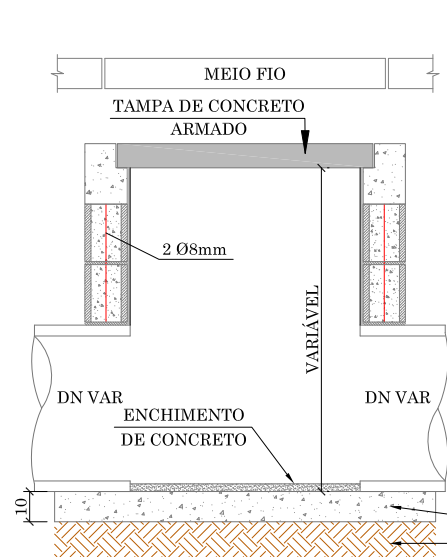 MEIO FIO
TAMPA DE CONCRETO
ARMADO
2 Ø8mm
VARIÁVEL
DN VAR
DN VAR
ENCHIMENTO
DE CONCRETO
10